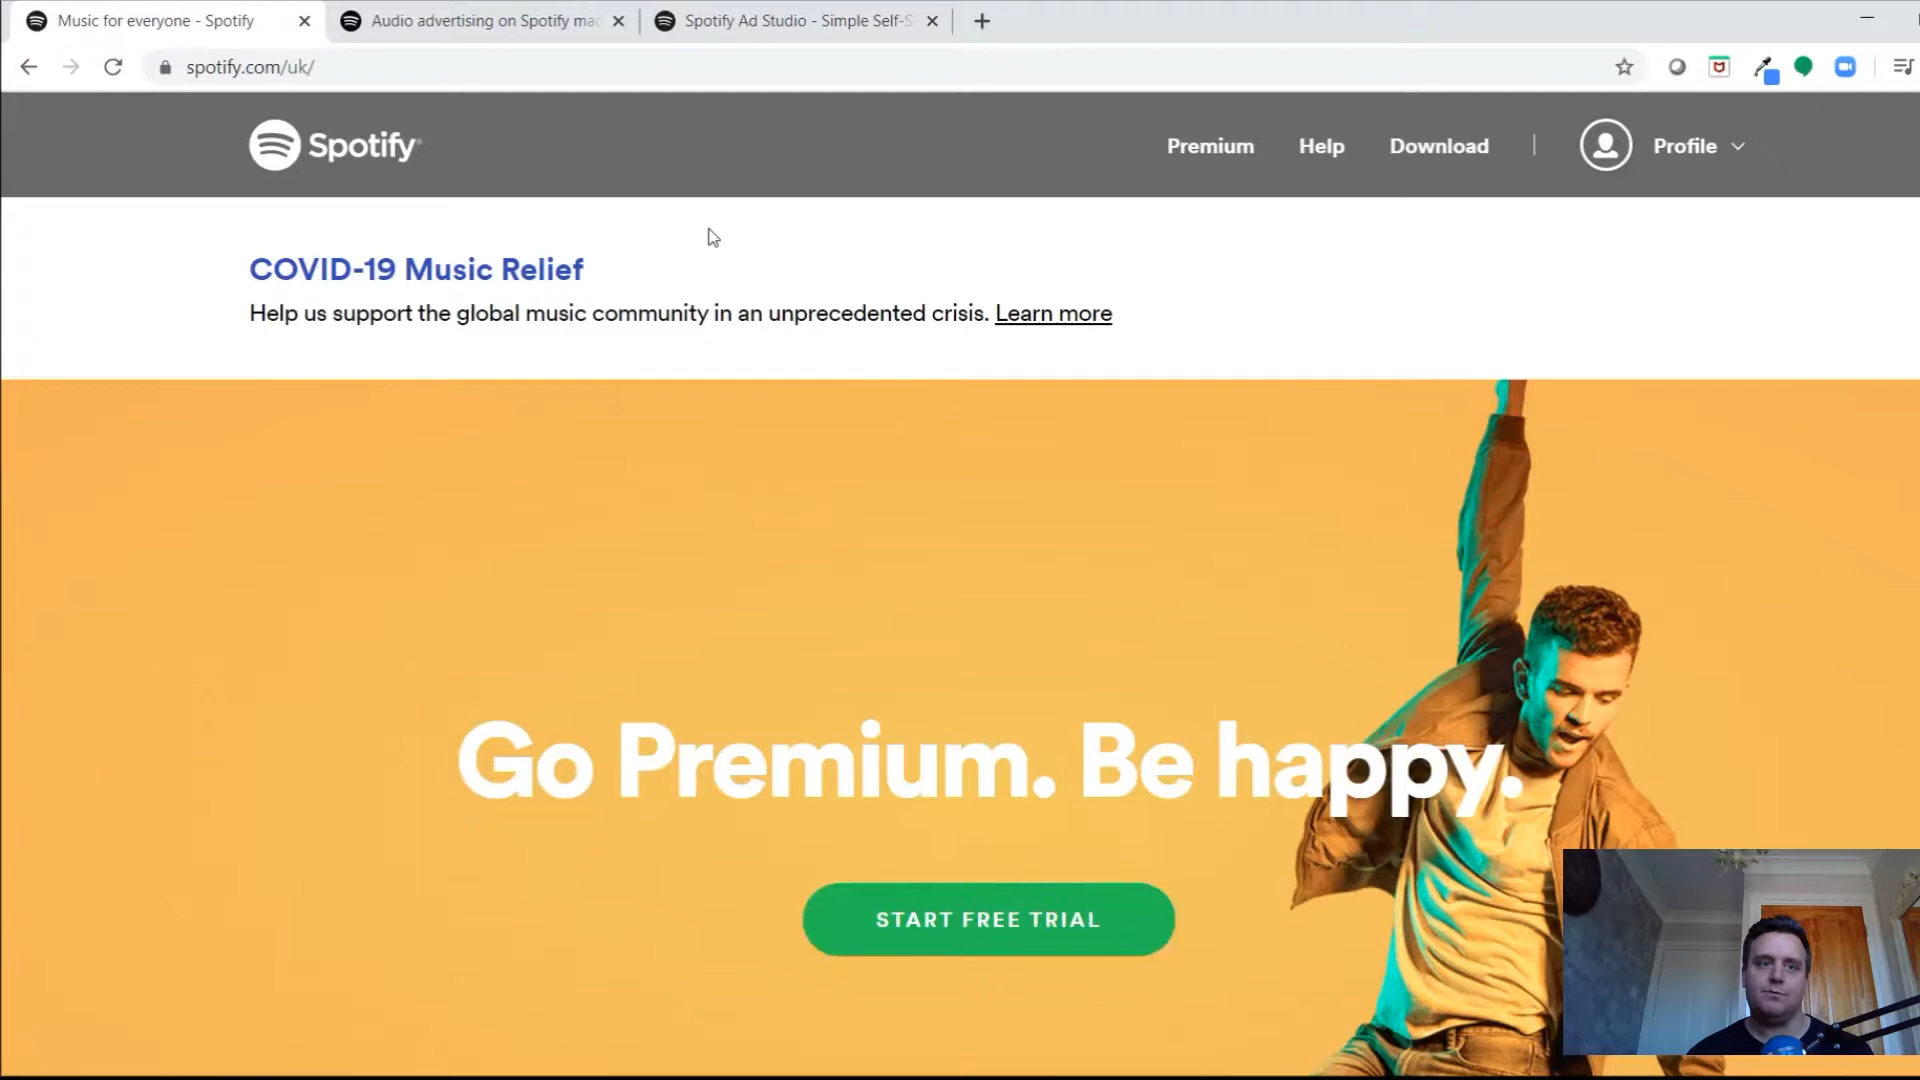 Music for everyone - Spotify
Audio advertising on Spotify mad
Spotify Ad Studio - Simple Self-S
spotify.com/uk/
Spotify
Premium
Help
Download
Profile
COVID-19 Music Relief
Help us support the global music community in an unprecedented crisis. Learn more
Go Premium. Be happy.
START FREE TRIAL